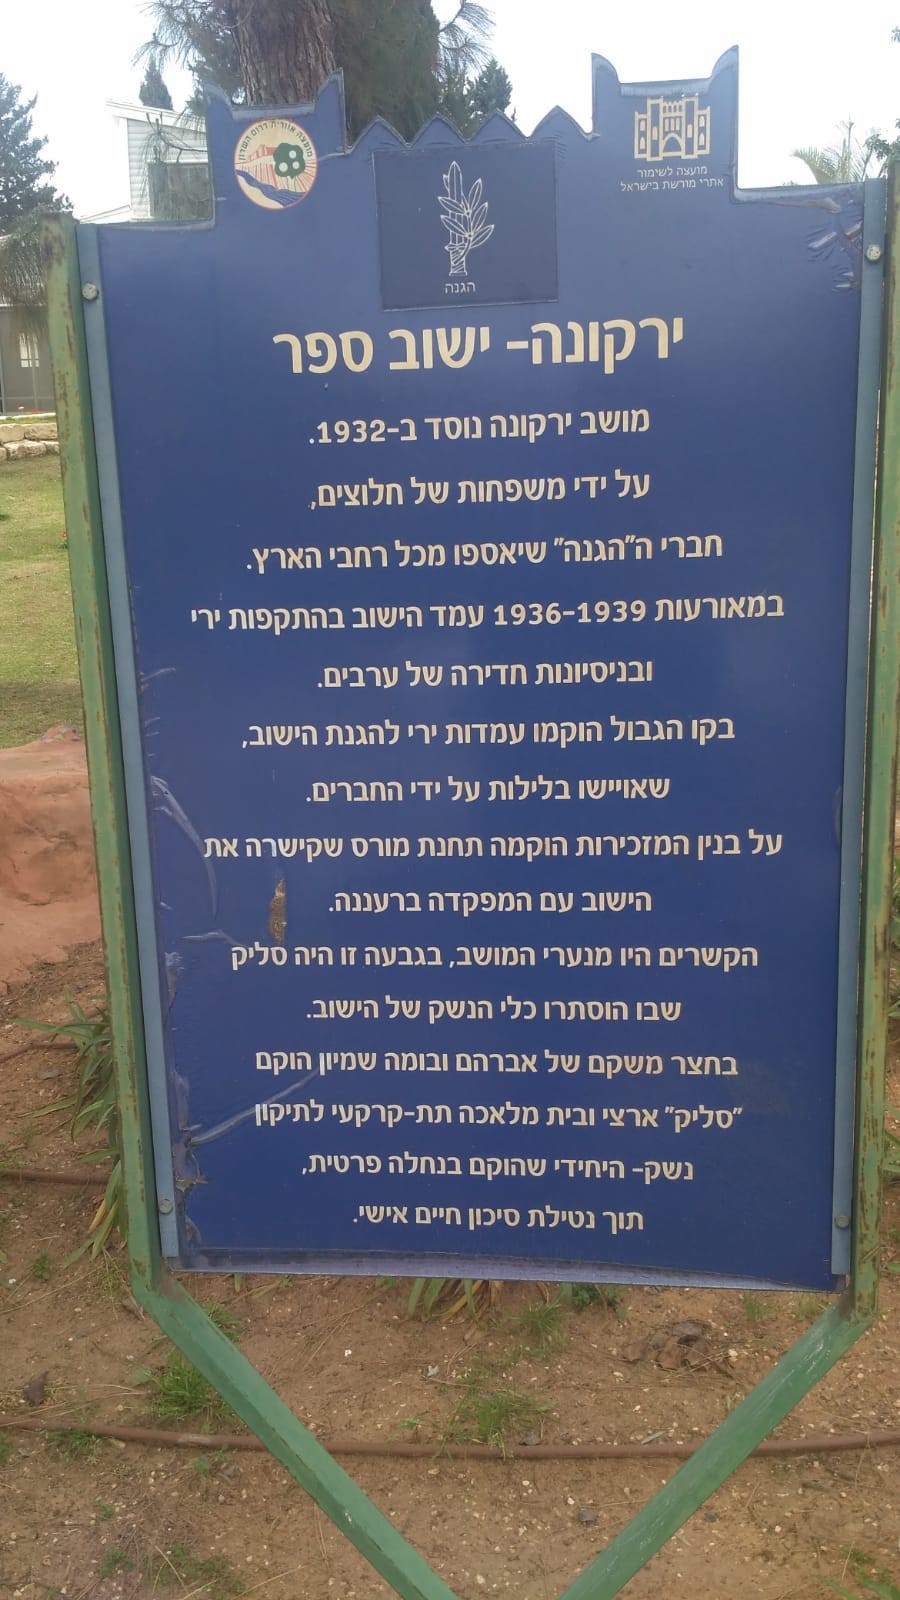 מועצה אזורית דרום השרון
מועצה לשימור
אתרי מורשת בישראל
הגנה
ירקונה- ישוב ספר
מושב ירקונה נוסד ב-1932.
על ידי משפחות של חלוצים,
חברי ה"הגנה" שיאספו מכל רחבי הארץ.
במאורעות 1936-1939 עמד הישוב בהתקפות ירי
ובניסיונות חדירה של ערבים.
בקו הגבול הוקמו עמדות ירי להגנת הישוב,
שאויישו בלילות על ידי החברים.
על בנין המזכירות הוקמה תחנת מורס שקישרה את
הישוב עם המפקדה ברעננה.
הקשרים היו מנערי המושב, בגבעה זו היה סליק
שבו הוסתרו כלי הנשק של הישוב.
בחצר משקם של אברהם ובומה שמיון הוקם
"סליק" ארצי ובית מלאכה תת-קרקעי לתיקון
נשק- היחידי שהוקם בנחלה פרטית,
תוך נטילת סיכון חיים אישי.